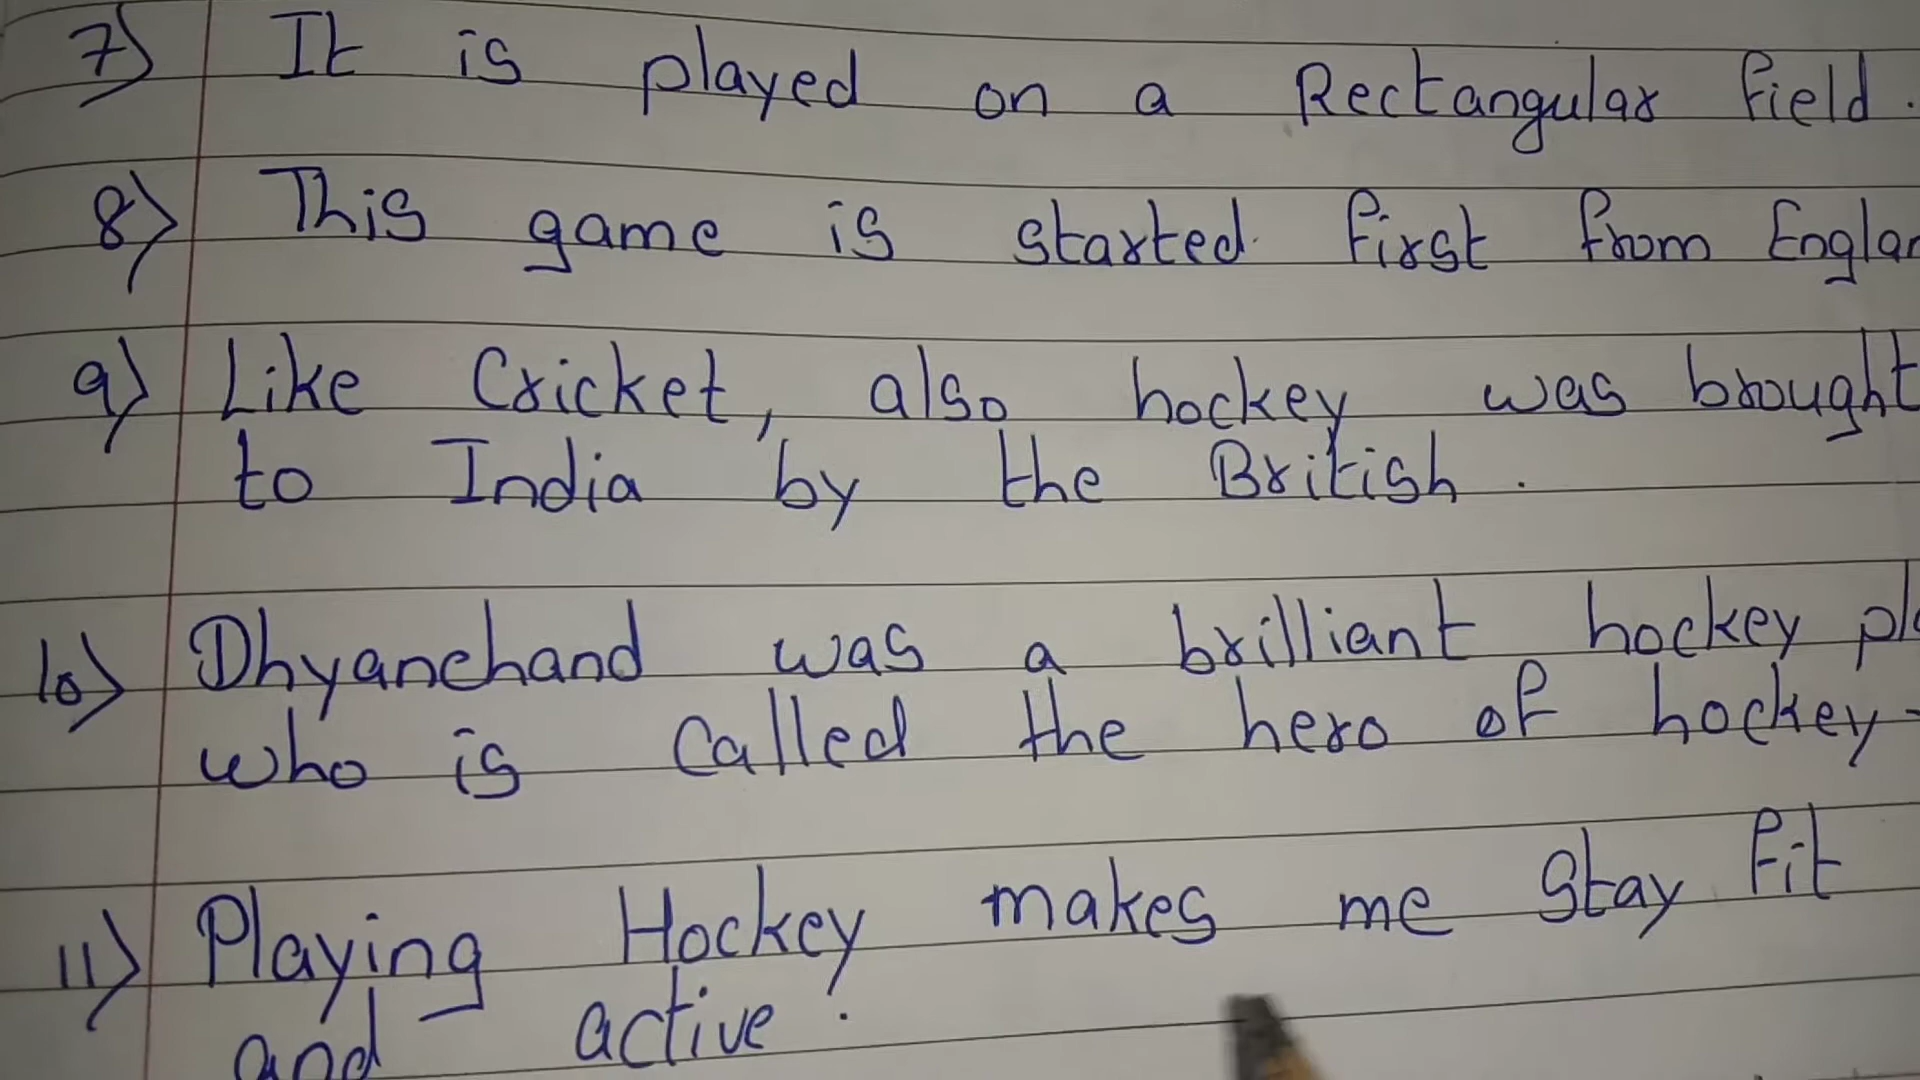 7) It is played on a Rectangular field.
8) This game is started first from
9) Like Cricket, also hockey was brought
to India by the British.
10) Dhyanchand was a brilliant hockey
who is called the hero of hockey
11) Playing Hockey makes me stay fit
and active.